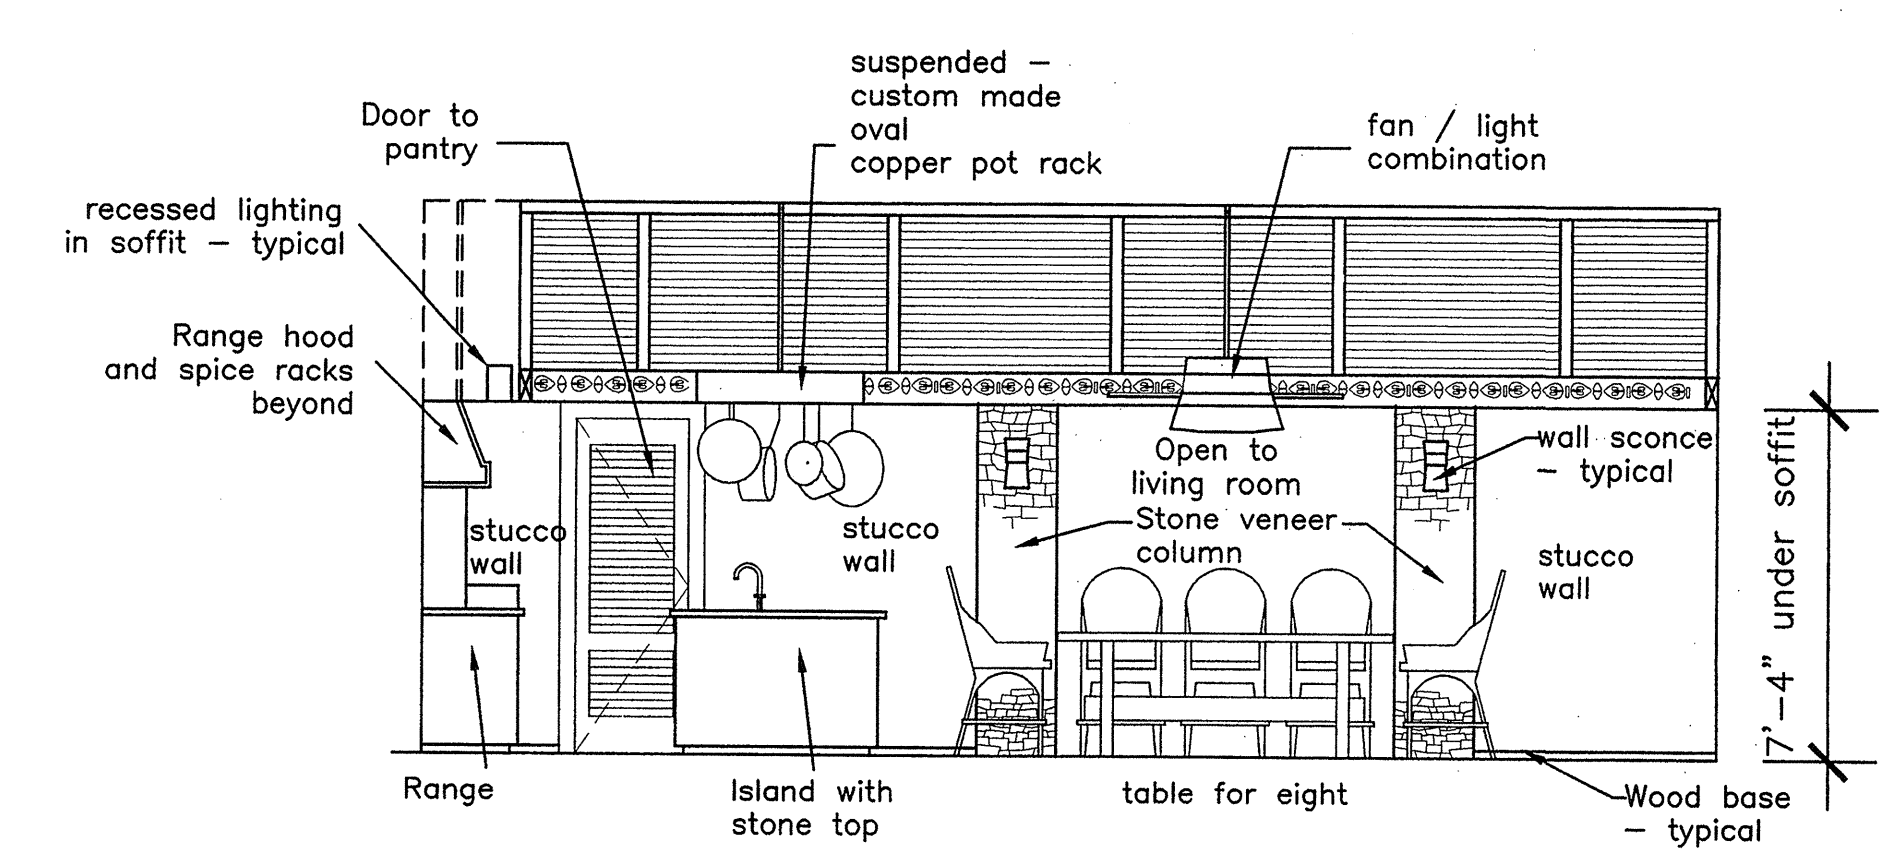 suspended –
custom made
oval
copper pot rack
Door to
pantry
fan / light
combination
recessed lighting
in soffit – typical
Range hood
and spice racks
beyond
wall sconce
– typical
Open to
living room
Stone veneer
column
stucco
wall
stucco
wall
stucco
wall
7'–4" under soffit
Range
Island with
stone top
table for eight
Wood base
– typical